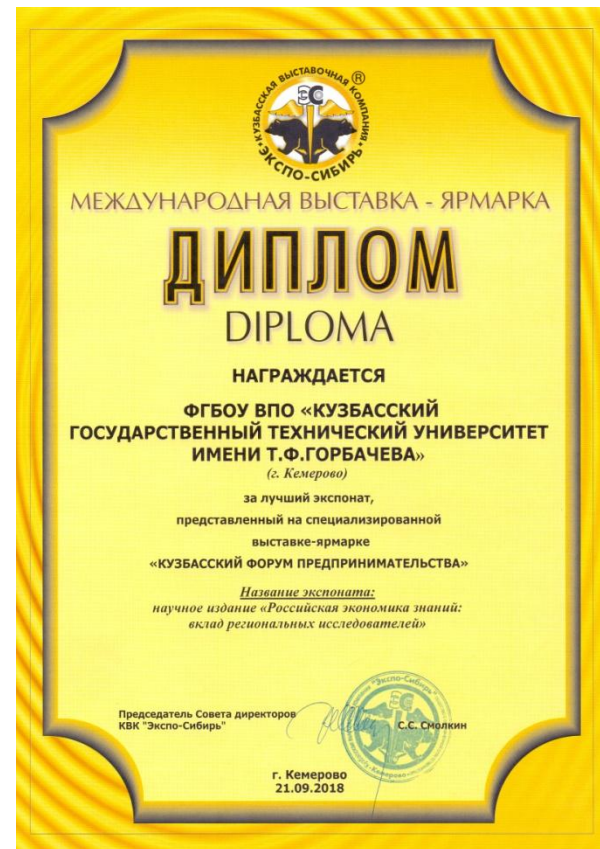 КУЗБАССКАЯ ВЫСТАВОЧНАЯ КОМПАНИЯ
®
ЭС
ЭКСПО-СИБИРЬ
МЕЖДУНАРОДНАЯ ВЫСТАВКА - ЯРМАРКА
ДИПЛОМ
DIPLOMA
НАГРАЖДАЕТСЯ
ФГБОУ ВПО «КУЗБАССКИЙ
ГОСУДАРСТВЕННЫЙ ТЕХНИЧЕСКИЙ УНИВЕРСИТЕТ
ИМЕНИ Т.Ф.ГОРБАЧЕВА»
(г. Кемерово)
за лучший экспонат,
представленный на специализированной
выставке-ярмарке
«КУЗБАССКИЙ ФОРУМ ПРЕДПРИНИМАТЕЛЬСТВА»
Название экспоната:
научное издание «Российская экономика знаний:
вклад региональных исследователей»
"Экспо-Сибирь"
Председатель Совета директоров
КВК "Экспо-Сибирь" С.С. Смолкин
г. Кемерово
21.09.2018